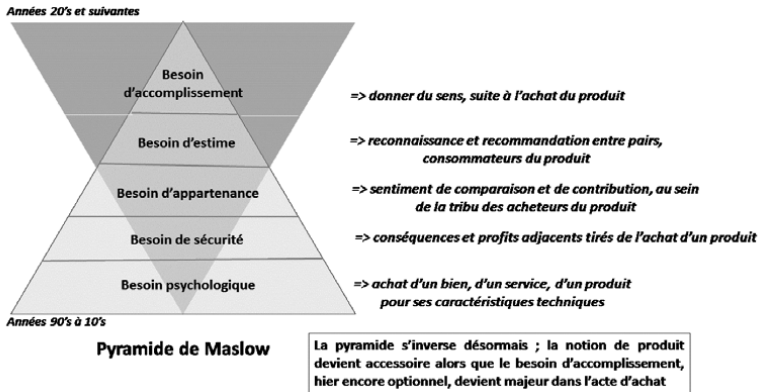 Années 20's et suivantes
Besoin
d'accomplissement
=> donner du sens, suite à l'achat du produit
Besoin d'estime
=> reconnaissance et recommandation entre pairs,
consommateurs du produit
Besoin d'appartenance
=> sentiment de comparaison et de contribution, au sein
de la tribu des acheteurs du produit
Besoin de sécurité
=> conséquences et profits adjacents tirés de l'achat d'un produit
Besoin psychologique
=> achat d'un bien, d'un service, d'un produit
pour ses caractéristiques techniques
Années 90's à 10's
Pyramide de Maslow
La pyramide s'inverse désormais ; la notion de produit
devient accessoire alors que le besoin d'accomplissement,
hier encore optionnel, devient majeur dans l'acte d'achat